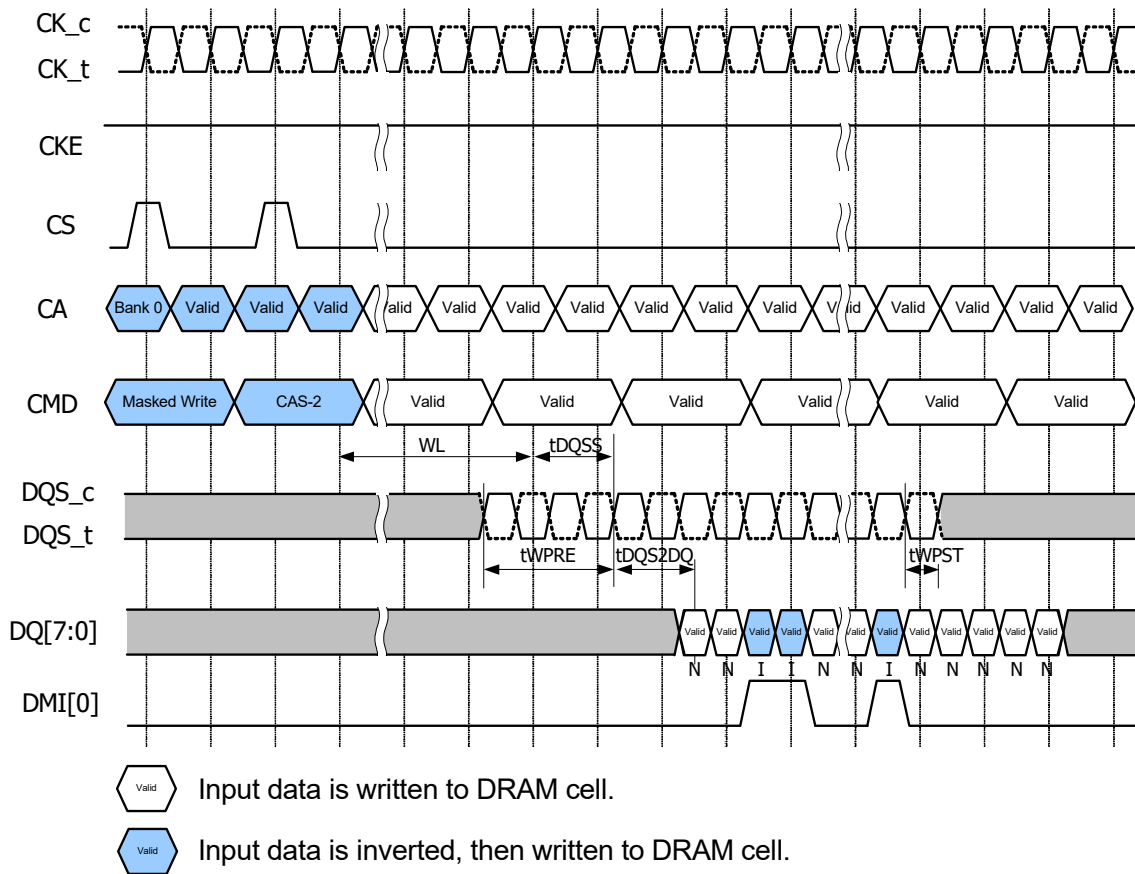 CK_c
CK_t
CKE
CS
CA Bank 0 Valid Valid Valid alid Valid Valid Valid Valid Valid Valid V lid Valid Valid Valid Valid
CMD Masked Write CAS-2 Valid Valid Valid Valid Valid Valid
WL tDQSS
DQS_c
DQS_t
tWPRE tDQS2DQ tWPST
DQ[7:0] Valid Valid Valid Valid Valid Valid Valid Valid Valid Valid Valid Valid
N N I I N N I N N N N N
DMI[0]
Valid Input data is written to DRAM cell.
Valid Input data is inverted, then written to DRAM cell.